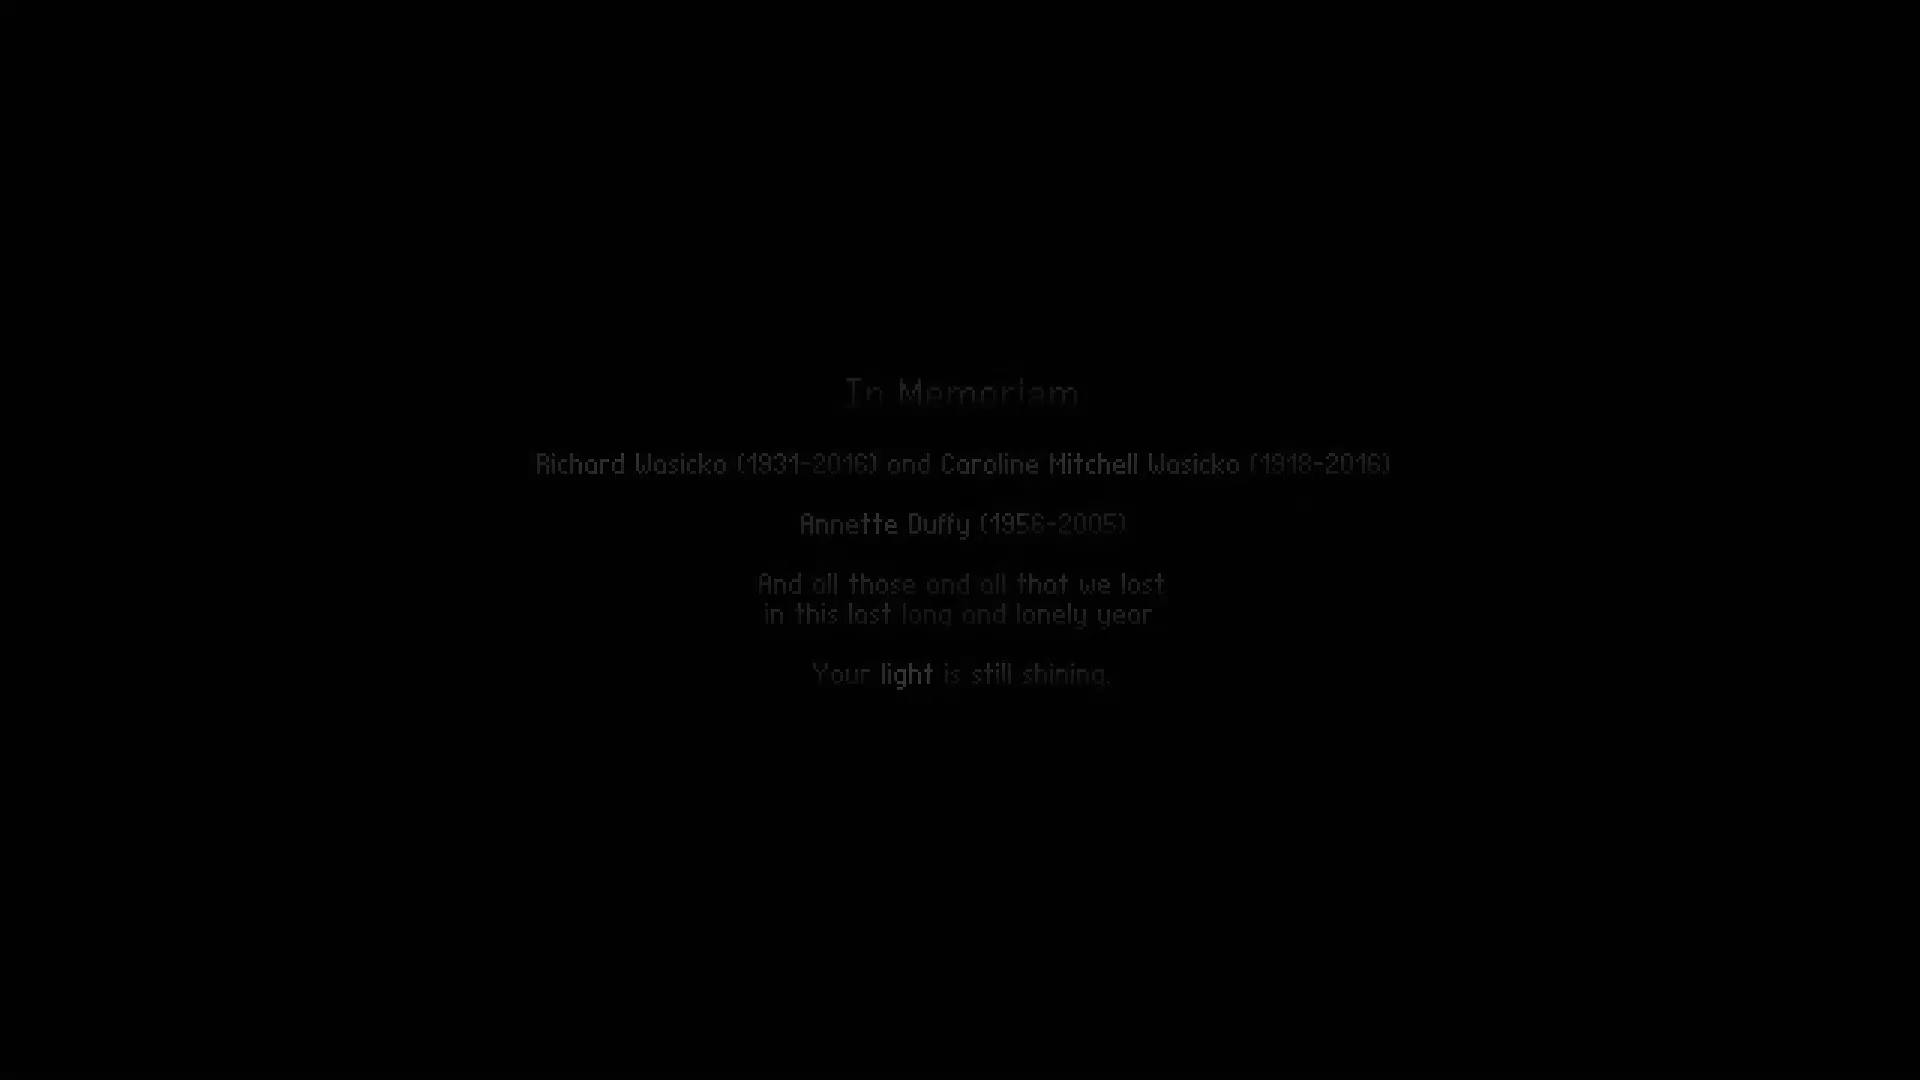 In Memoriam
Richard Wasicko (1931-2016) and Caroline Mitchell Wasicko (1918-2016)
Annette Duffy (1956-2005)
And all those and all that we lost
in this last long and lonely year
Your light is still shining.